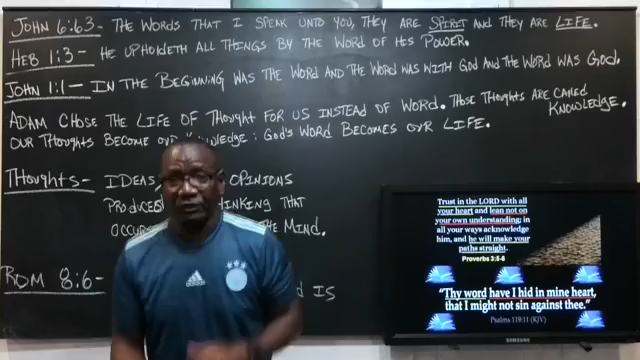 JOHN 6:63- THE WORDS THAT I SPEAK UNTO YOU, THEY ARE SPIRIT AND THEY ARE LIFE.
HEB 1:3- HE UPHOLDETH ALL THINGS BY THE WORD OF HIS POWER.
JOHN 1:1- IN THE BEGINNING WAS THE WORD AND THE WORD WAS WITH GOD AND THE WORD WAS GOD.
ADAM CHOSE THE LIFE OF THOUGHT FOR US INSTEAD OF WORD. THOSE THOUGHTS ARE CALLED KNOWLEDGE.
OUR THOUGHTS BECOME OUR KNOWLEDGE; GOD'S WORD BECOMES OUR LIFE.
THOUGHTS- IDEAS OPINIONS
PRODUCED THINKING THAT
OCCURS THE MIND.
ROM 8:6- IS
adidas
Trust in the LORD with all
your heart and lean not on
your own understanding; in
all your ways acknowledge
him, and he will make your
paths straight.
Proverbs 3:5-6
"Thy word have I hid in mine heart,
that I might not sin against thee."
Psalms 119:11 (KJV)
SAMSUNG